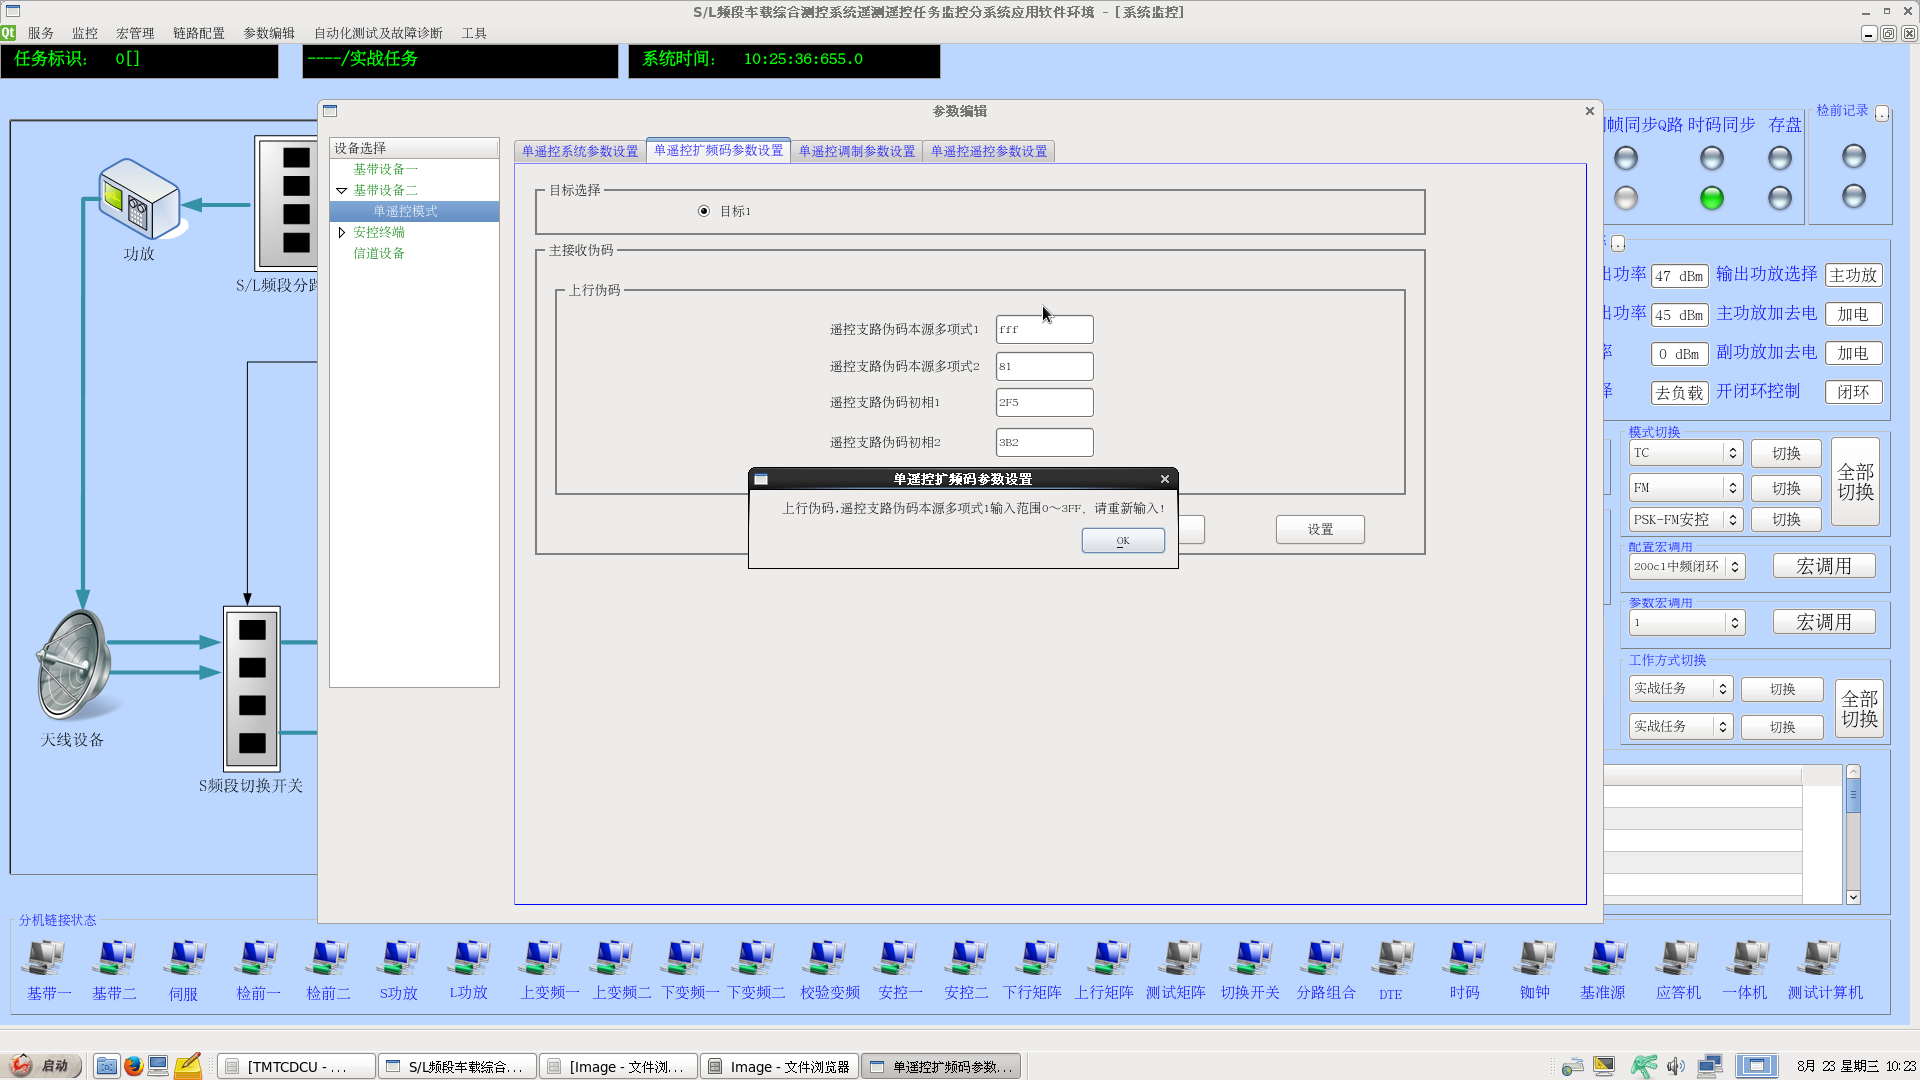 S/L频段车载综合测控系统遥测遥控任务监控分系统应用软件环境 - [系统监控]
服务 监控 宏管理 链路配置 参数编辑 自动化测试及故障诊断 工具
任务标识: 0[]
----/实战任务
系统时间: 10:25:36:655.0
参数编辑
设备选择
基带设备一
基带设备二
单遥控模式
安控终端
信道设备
单遥控系统参数设置 单遥控扩频码参数设置 单遥控调制参数设置 单遥控遥控参数设置
目标选择
目标1
主接收伪码
上行伪码
遥控支路伪码本源多项式1 fff
遥控支路伪码本源多项式2 81
遥控支路伪码初相1 2F5
遥控支路伪码初相2 3B2
设置
单遥控扩频码参数设置
上行伪码,遥控支路伪码本源多项式1输入范围0~3FF, 请重新输入!
OK
功放
S/L频段分
天线设备
S频段切换开关
帧同步Q路 时码同步 存盘
检前记录
..
..
功率 47 dBm 输出功放选择 主功放
功率 45 dBm 主功放加去电 加电
率 0 dBm 副功放加去电 加电
择 去负载 开闭环控制 闭环
模式切换
TC 切换
FM 切换
PSK-FM安控 切换
全部
切换
配置宏调用
200c1中频闭环 宏调用
参数宏调用
1 宏调用
工作方式切换
实战任务 切换
实战任务 切换
全部
切换
分机链接状态
基带一 基带二 伺服 检前一 检前二 S功放 L功放 上变频一 上变频二 下变频一 下变频二 校验变频 安控一 安控二 下行矩阵 上行矩阵 测试矩阵 切换开关 分路组合 DTE 时码 铷钟 基准源 应答机 一体机 测试计算机
启动
[TMTCDCU - ...
S/L频段车载综合...
[Image - 文件浏...
Image - 文件浏览器
单遥控扩频码参数...
8月 23 星期三 10:23